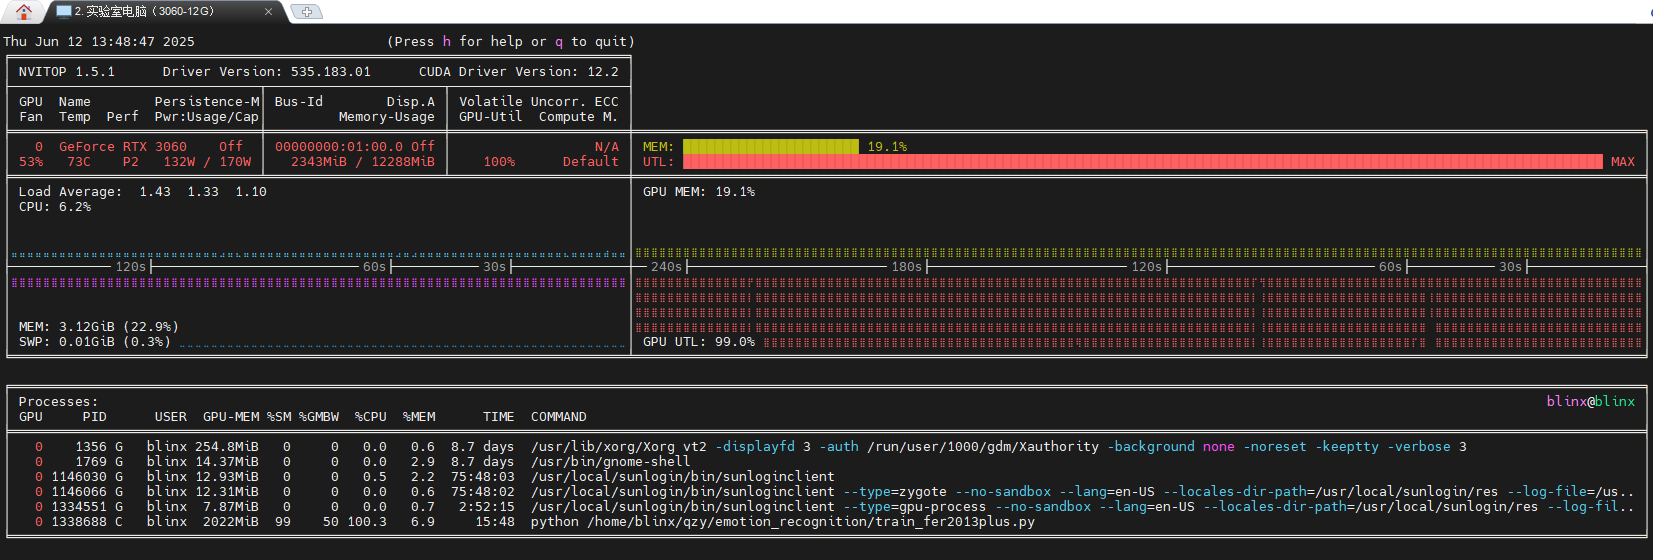 2. 实验室电脑（3060-12G）
Thu Jun 12 13:48:47 2025 (Press h for help or q to quit)
NVITOP 1.5.1 Driver Version: 535.183.01 CUDA Driver Version: 12.2
GPU Name Persistence-M Bus-Id Disp.A Volatile Uncorr. ECC
Fan Temp Perf Pwr:Usage/Cap Memory-Usage GPU-Util Compute M.
0 GeForce RTX 3060 Off 00000000:01:00.0 Off N/A MEM: 19.1%
53% 73C P2 132W / 170W 2343MiB / 12288MiB 100% Default UTL: MAX
Load Average: 1.43 1.33 1.10 GPU MEM: 19.1%
CPU: 6.2%
120s 60s 30s 240s 180s 120s 60s 30s
MEM: 3.12GiB (22.9%)
SWP: 0.01GiB (0.3%) GPU UTL: 99.0%
Processes: blinx@blinx
GPU PID USER GPU-MEM %SM %GMBW %CPU %MEM TIME COMMAND
0 1356 G blinx 254.8MiB 0 0 0.0 0.6 8.7 days /usr/lib/xorg/Xorg vt2 -displayfd 3 -auth /run/user/1000/gdm/Xauthority -background none -noreset -keeptty -verbose 3
0 1769 G blinx 14.37MiB 0 0 0.0 2.9 8.7 days /usr/bin/gnome-shell
0 1146030 G blinx 12.93MiB 0 0 0.5 2.2 75:48:03 /usr/local/sunlogin/bin/sunloginclient
0 1146066 G blinx 12.31MiB 0 0 0.0 0.6 75:48:02 /usr/local/sunlogin/bin/sunloginclient --type=zygote --no-sandbox --lang=en-US --locales-dir-path=/usr/local/sunlogin/res --log-file=/us..
0 1334551 G blinx 7.87MiB 0 0 0.0 0.7 2:52:15 /usr/local/sunlogin/bin/sunloginclient --type=gpu-process --no-sandbox --lang=en-US --locales-dir-path=/usr/local/sunlogin/res --log-fil..
0 1338688 C blinx 2022MiB 99 50 100.3 6.9 15:48 python /home/blinx/qzy/emotion_recognition/train_fer2013plus.py